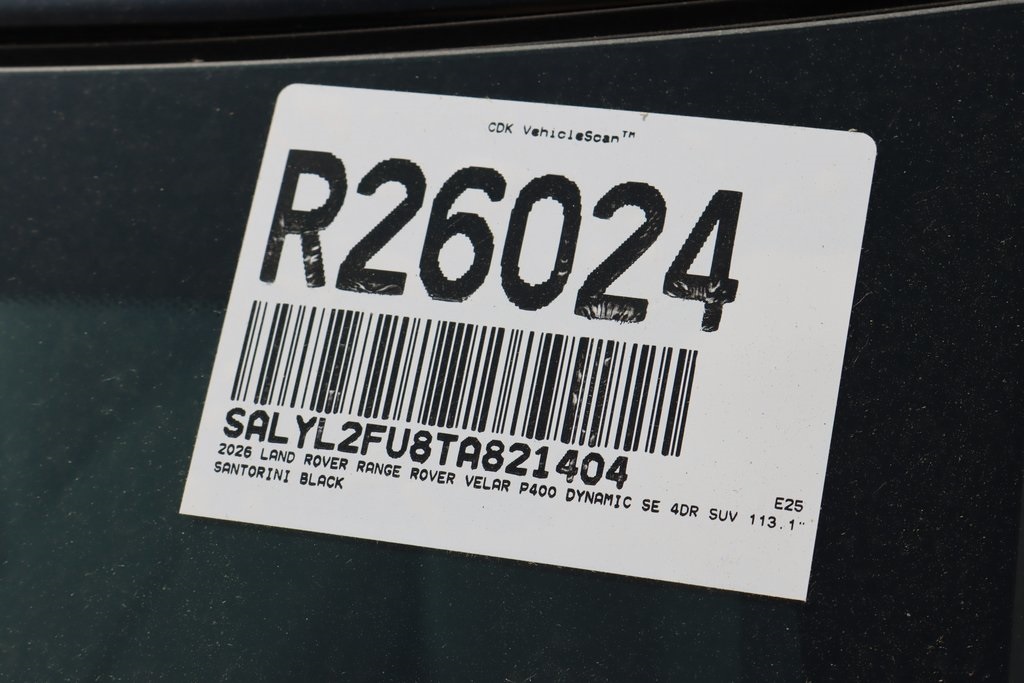 CDK VehicleScan™
R26024
SALYL2FU8TA821404
2026 LAND ROVER RANGE ROVER VELAR P400 DYNAMIC SE 4DR SUV 113.1"
SANTORINI BLACK
E25